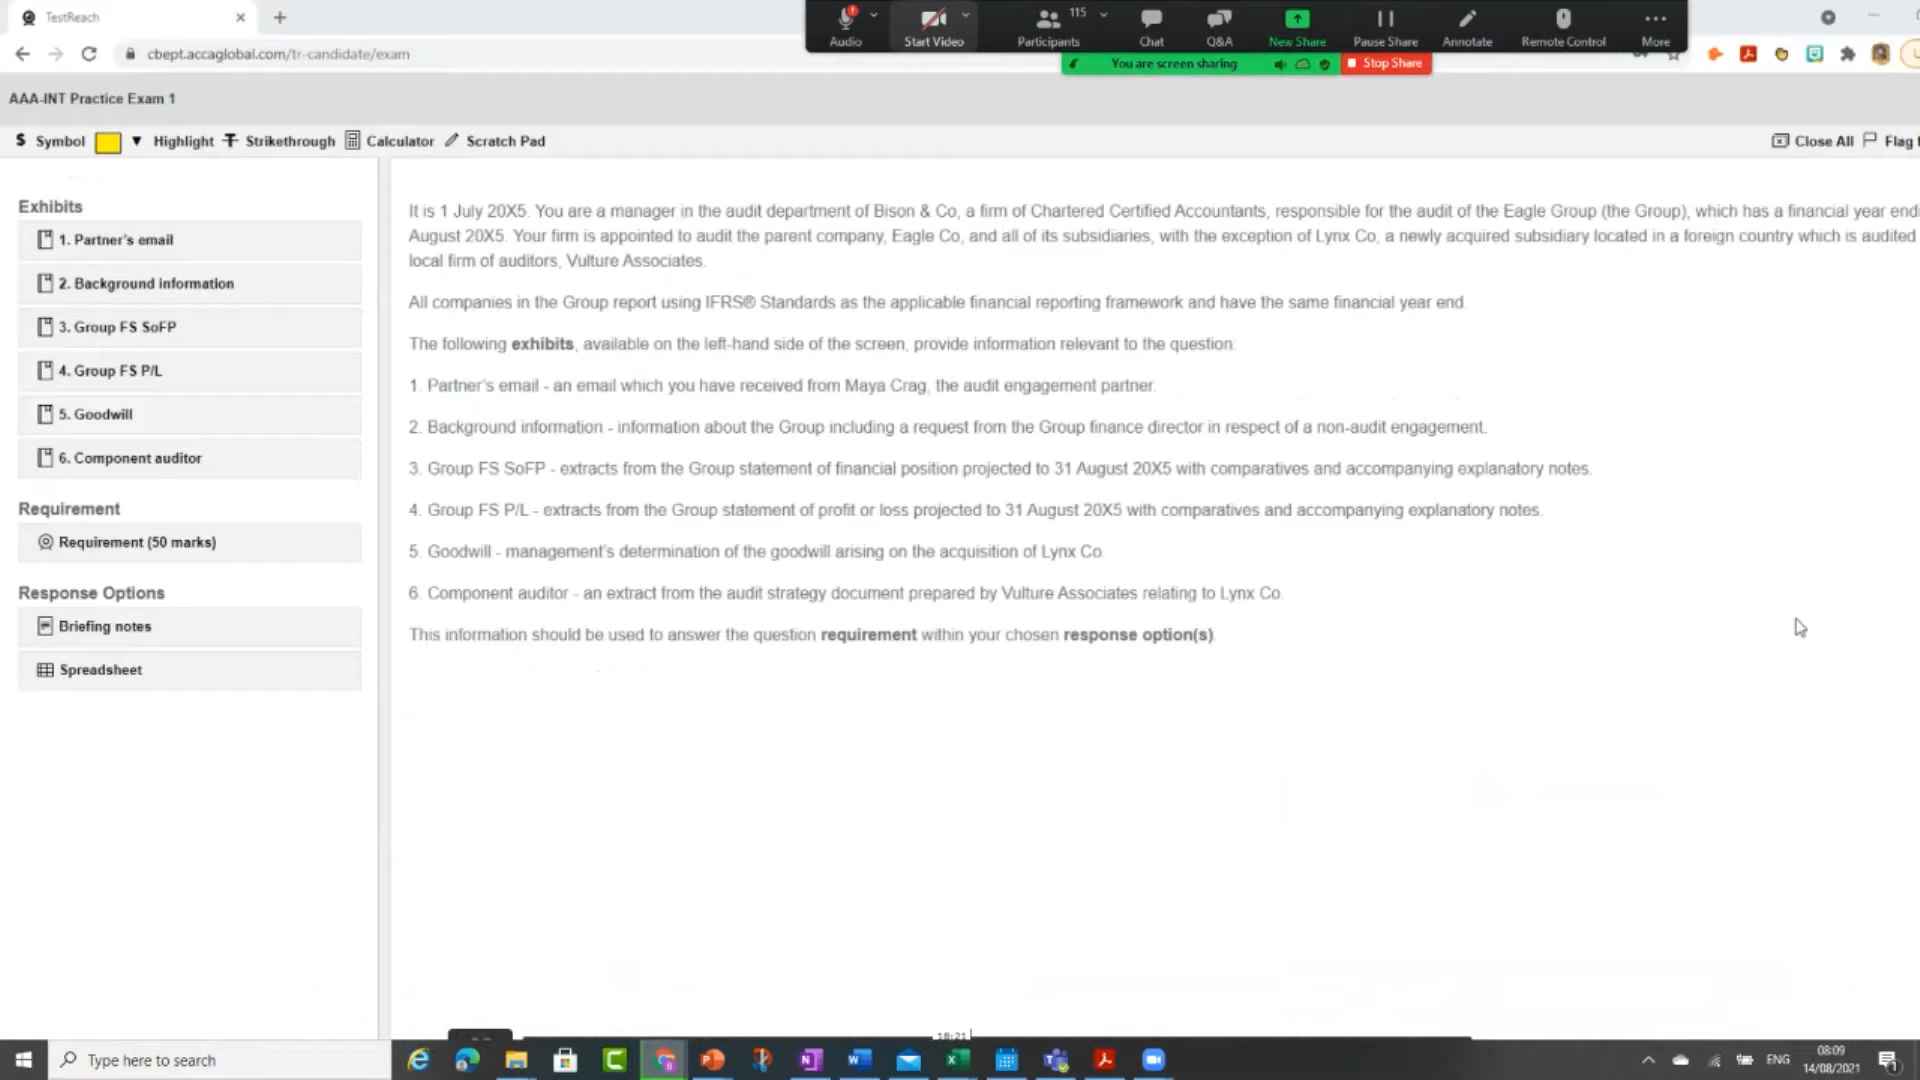 TestReach
cbept.accaglobal.com/tr-candidate/exam
Audio
Start Video
115
Participants
Chat
Q&A
New Share
Pause Share
Annotate
Remote Control
More
You are screen sharing
Stop Share
AAA-INT Practice Exam 1
$ Symbol
Highlight
Strikethrough
Calculator
Scratch Pad
Close All
Flag
Exhibits
1. Partner's email
2. Background information
3. Group FS SoFP
4. Group FS P/L
5. Goodwill
6. Component auditor
Requirement
Requirement (50 marks)
Response Options
Briefing notes
Spreadsheet
It is 1 July 20X5. You are a manager in the audit department of Bison & Co, a firm of Chartered Certified Accountants, responsible for the audit of the Eagle Group (the Group), which has a financial year
August 20X5. Your firm is appointed to audit the parent company, Eagle Co, and all of its subsidiaries, with the exception of Lynx Co, a newly acquired subsidiary located in a foreign country which is audited
local firm of auditors, Vulture Associates.
All companies in the Group report using IFRS® Standards as the applicable financial reporting framework and have the same financial year end.
The following exhibits, available on the left-hand side of the screen, provide information relevant to the question:
1. Partner's email - an email which you have received from Maya Crag, the audit engagement partner.
2. Background information - information about the Group including a request from the Group finance director in respect of a non-audit engagement.
3. Group FS SoFP - extracts from the Group statement of financial position projected to 31 August 20X5 with comparatives and accompanying explanatory notes.
4. Group FS P/L - extracts from the Group statement of profit or loss projected to 31 August 20X5 with comparatives and accompanying explanatory notes.
5. Goodwill - management's determination of the goodwill arising on the acquisition of Lynx Co.
6. Component auditor - an extract from the audit strategy document prepared by Vulture Associates relating to Lynx Co.
This information should be used to answer the question requirement within your chosen response option(s).
Type here to search
ENG
08:09
14/08/2021